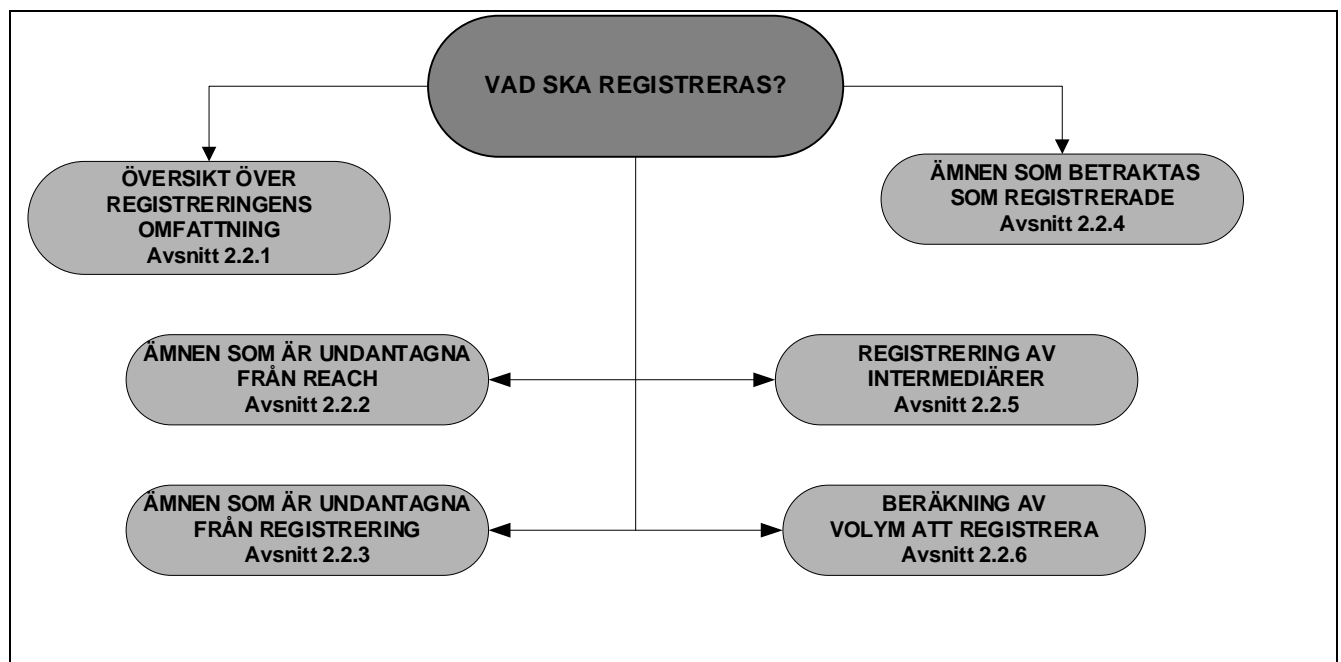 VAD SKA REGISTRERAS?
ÖVERSIKT ÖVER
REGISTRERINGENS
OMFATTNING
Avsnitt 2.2.1
ÄMNEN SOM BETRAKTAS
SOM REGISTRERADE
Avsnitt 2.2.4
ÄMNEN SOM ÄR UNDANTAGNA
FRÅN REACH
Avsnitt 2.2.2
REGISTRERING AV
INTERMEDIÄRER
Avsnitt 2.2.5
ÄMNEN SOM ÄR UNDANTAGNA
FRÅN REGISTRERING
Avsnitt 2.2.3
BERÄKNING AV
VOLYM ATT REGISTRERA
Avsnitt 2.2.6